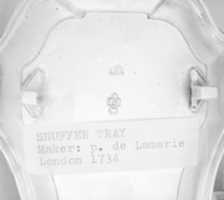 SNUFFER TRAY
Maker: p. de Lamerie
London 1734